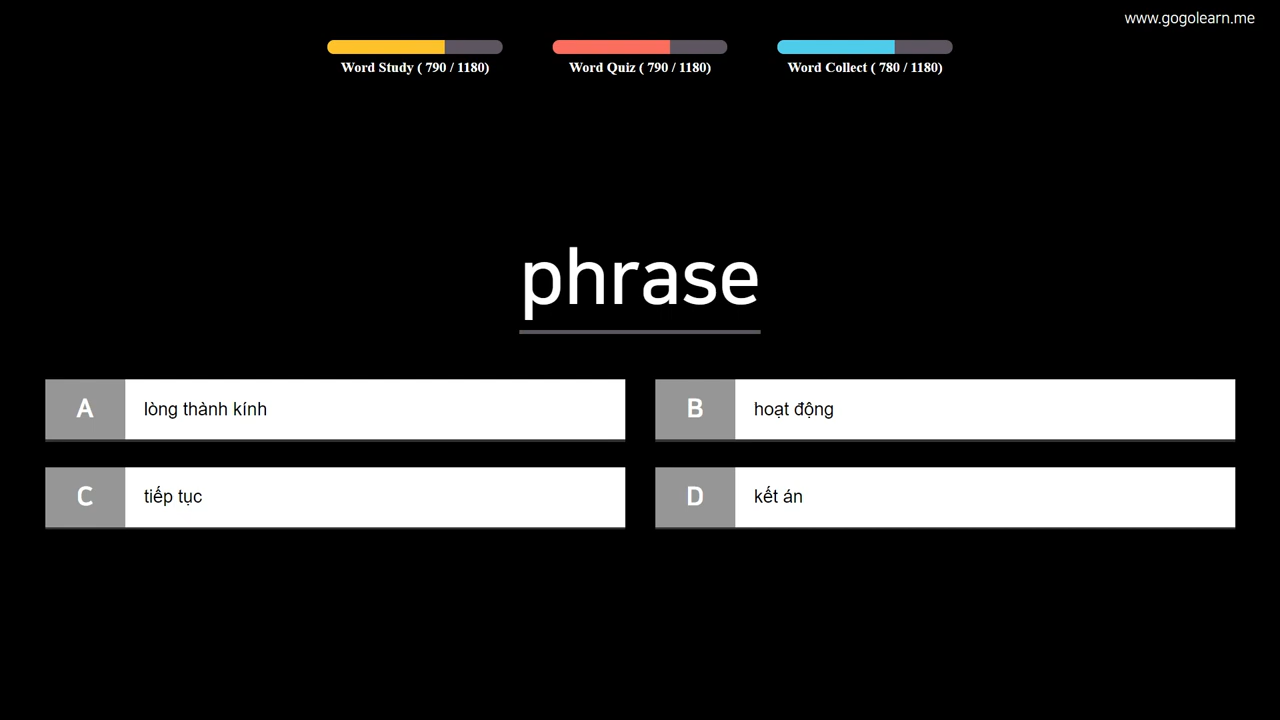 www.gogolearn.me
Word Study ( 790 / 1180)
Word Quiz ( 790 / 1180)
Word Collect ( 780 / 1180)
phrase
A lòng thành kính
B hoạt động
C tiếp tục
D kết án